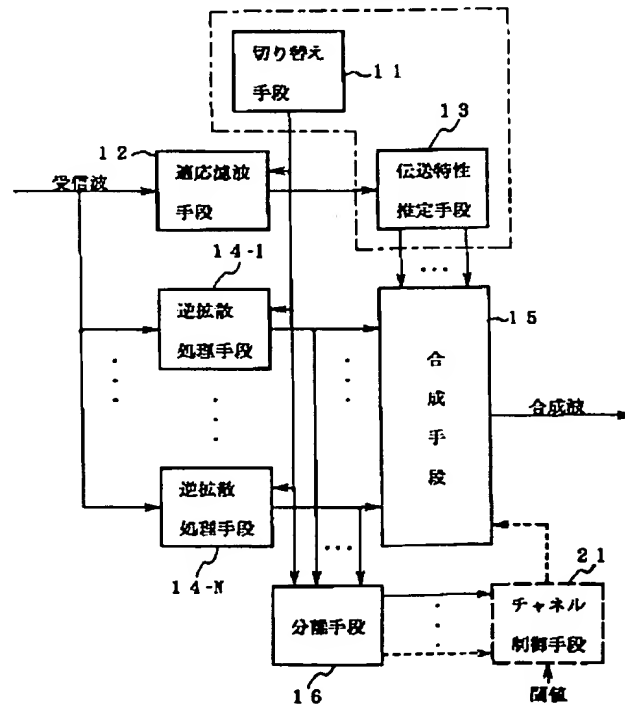 切り替え
手段
11
12
13
受信波
適応濾波
手段
伝送特性
推定手段
14-1
逆拡散
処理手段
15
合成手段
合成波
逆拡散
処理手段
14-N
21
分離手段
チャネル
制御手段
16
閾値